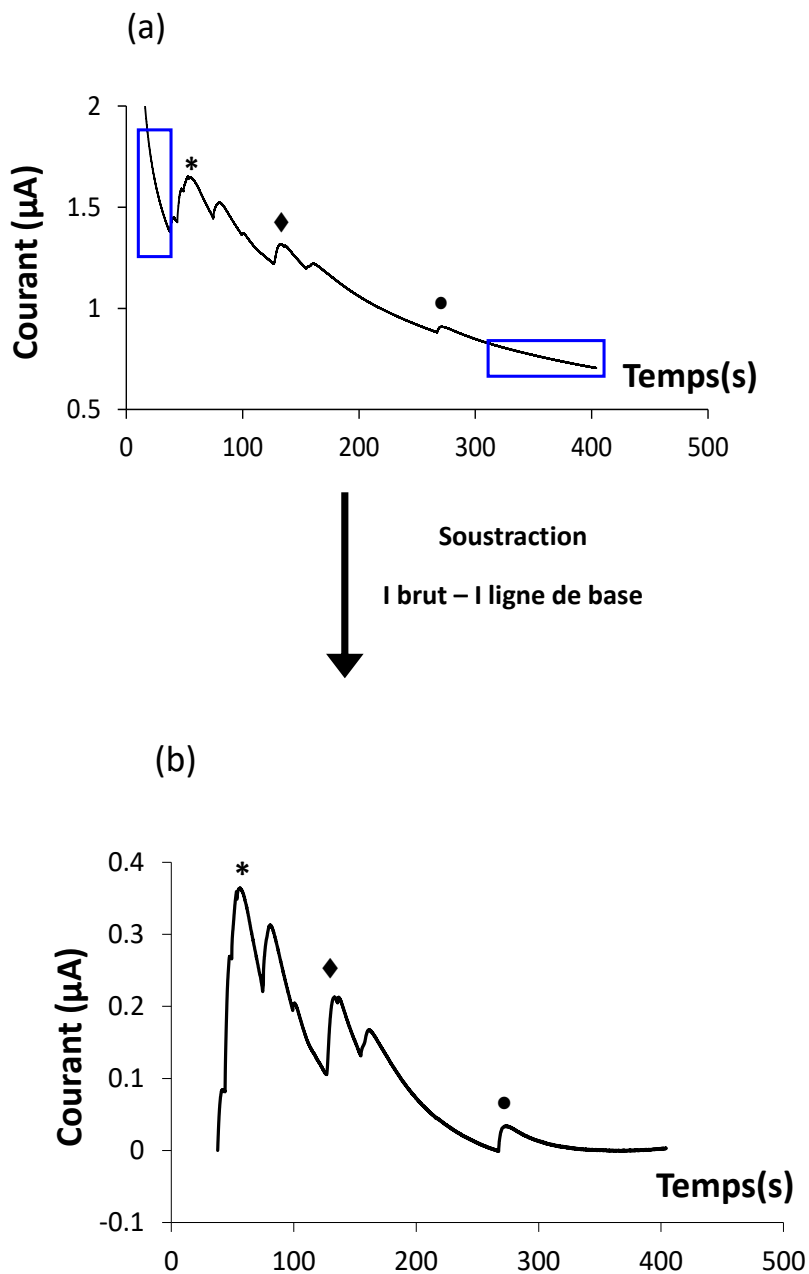 (a)
2
1.5
1
0.5
Courant (µA)
*
♦
●
Temps(s)
0 100 200 300 400 500
Soustraction
I brut – I ligne de base
(b)
0.4
0.3
0.2
0.1
0
-0.1
Courant (µA)
*
♦
●
Temps(s)
0 100 200 300 400 500